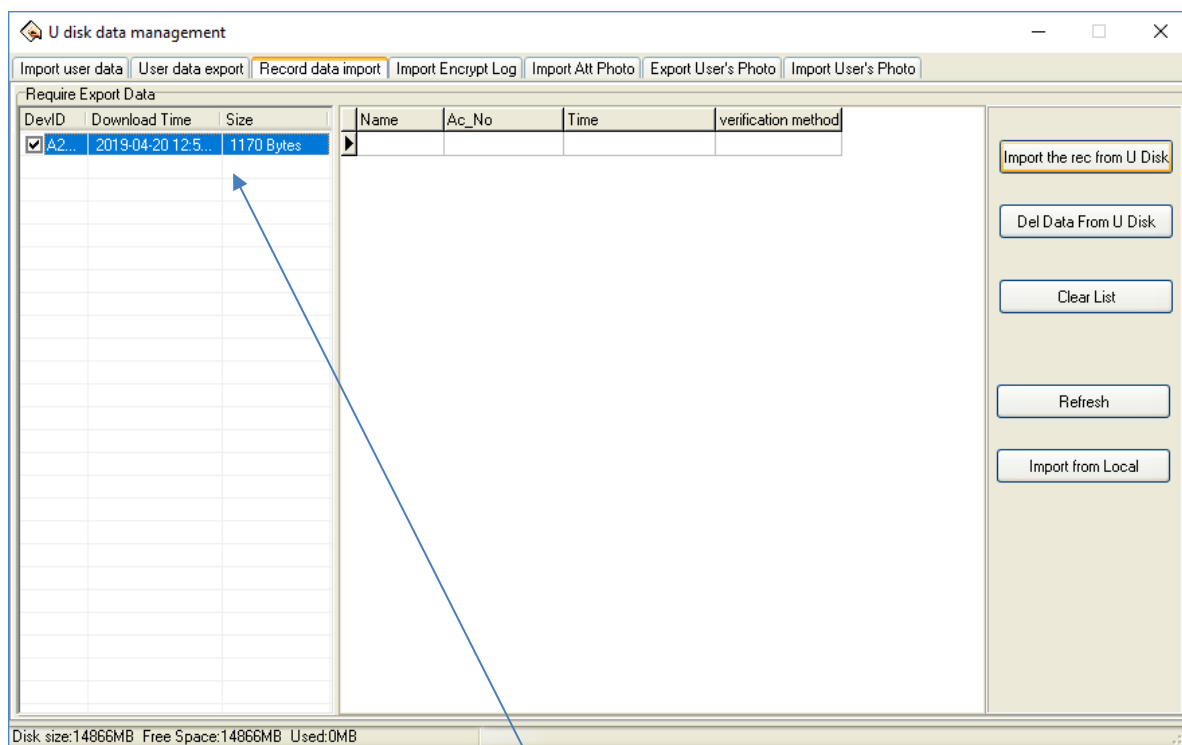 U disk data management
Import user data User data export Record data import Import Encrypt Log Import Att Photo Export User's Photo Import User's Photo
Require Export Data
DevID Download Time Size Name Ac_No Time verification method
A2... 2019-04-20 12:5... 1170 Bytes
Import the rec from U Disk
Del Data From U Disk
Clear List
Refresh
Import from Local
Disk size:14866MB Free Space:14866MB Used:0MB